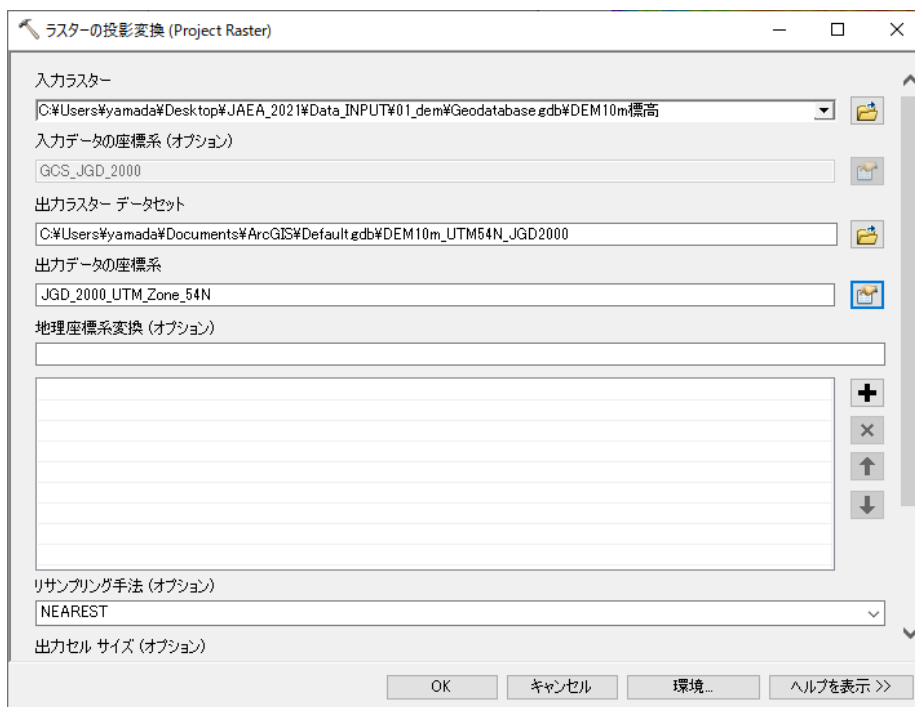 ラスターの投影変換 (Project Raster)
入力ラスター
C:¥Users¥yamada¥Desktop¥JAEA_2021¥Data_INPUT¥01_dem¥Geodatabase.gdb¥DEM10m標高
入力データの座標系 (オプション)
GCS_JGD_2000
出力ラスター データセット
C:¥Users¥yamada¥Documents¥ArcGIS¥Default.gdb¥DEM10m_UTM54N_JGD2000
出力データの座標系
JGD_2000_UTM_Zone_54N
地理座標系変換 (オプション)
リサンプリング手法 (オプション)
NEAREST
出力セル サイズ (オプション)
OK キャンセル 環境... ヘルプを表示 >>